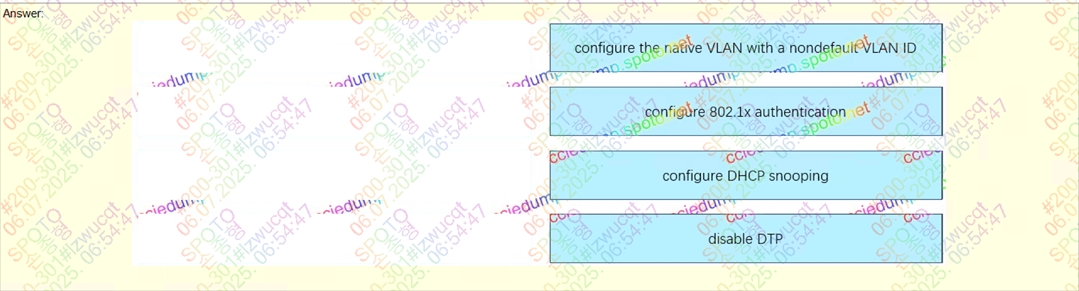 Answer:
configure the native VLAN with a nondefault VLAN ID
configure 802.1x authentication
configure DHCP snooping
disable DTP